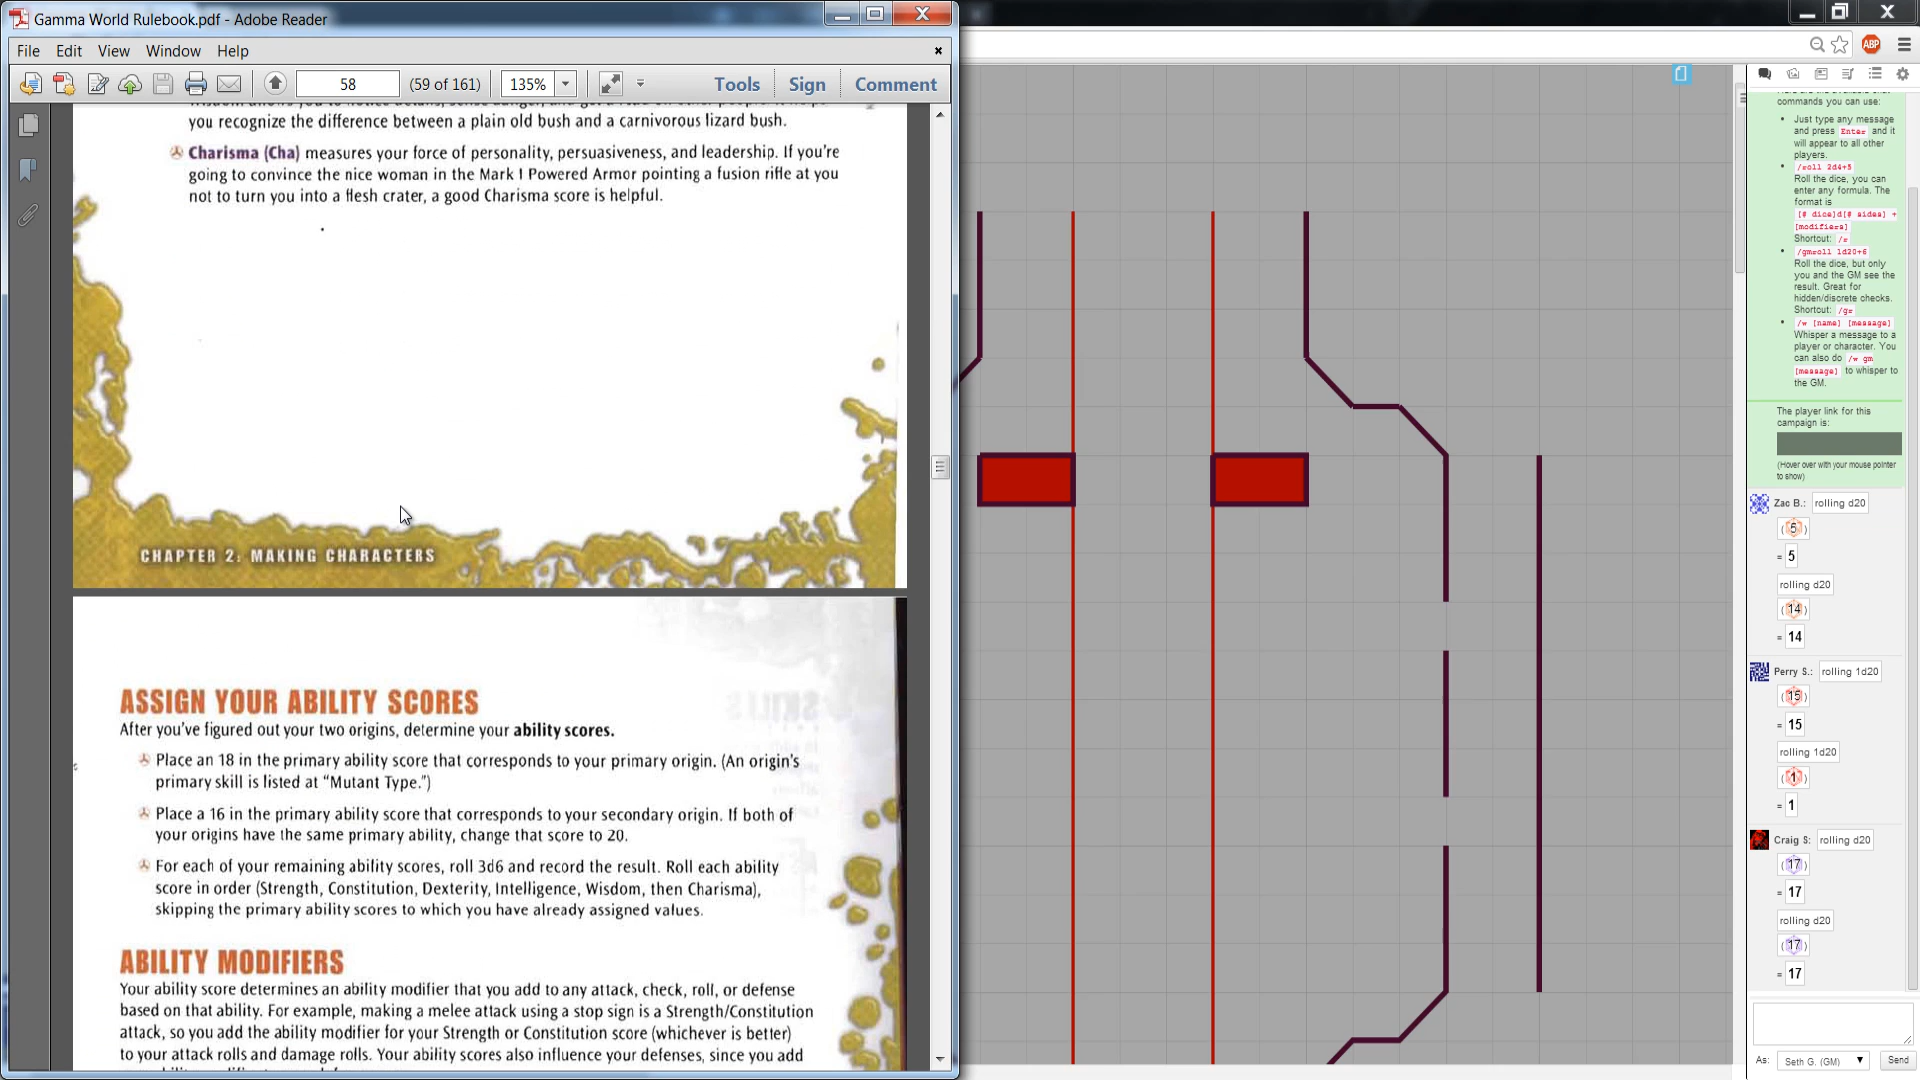 Gamma World Rulebook.pdf - Adobe Reader
File Edit View Window Help
58 (59 of 161) 135% Tools Sign Comment
you recognize the difference between a plain old bush and a carnivorous lizard bush.
Charisma (Cha) measures your force of personality, persuasiveness, and leadership. If you're
going to convince the nice woman in the Mark I Powered Armor pointing a fusion rifle at you
not to turn you into a flesh crater, a good Charisma score is helpful.
CHAPTER 2: MAKING CHARACTERS
ASSIGN YOUR ABILITY SCORES
After you've figured out your two origins, determine your ability scores.
Place an 18 in the primary ability score that corresponds to your primary origin. (An origin's
primary skill is listed at “Mutant Type.”)
Place a 16 in the primary ability score that corresponds to your secondary origin. If both of
your origins have the same primary ability, change that score to 20.
For each of your remaining ability scores, roll 3d6 and record the result. Roll each ability
score in order (Strength, Constitution, Dexterity, Intelligence, Wisdom, then Charisma),
skipping the primary ability scores to which you have already assigned values.
ABILITY MODIFIERS
Your ability score determines an ability modifier that you add to any attack, check, roll, or defense
based on that ability. For example, making a melee attack using a stop sign is a Strength/Constitution
attack, so you add the ability modifier for your Strength or Constitution score (whichever is better)
to your attack rolls and damage rolls. Your ability scores also influence your defenses, since you add
ABP
commands you can use:
Just type any message
and press Enter and it
will appear to all other
players.
/roll 2d4+5
Roll the dice, you can
enter any formula. The
format is
[# dice]d[# sides] +
[modifiers]
Shortcut: /r
/gmroll 1d20+6
Roll the dice, but only
you and the GM see the
result. Great for
hidden/discrete checks.
Shortcut: /gr
/w [name] [message]
Whisper a message to a
player or character. You
can also do /w gm
[message] to whisper to
the GM.
The player link for this
campaign is:
(Hover over with your mouse pointer
to show)
Zac B.: rolling d20
(5)
= 5
rolling d20
(14)
= 14
Perry S.: rolling 1d20
(15)
= 15
rolling 1d20
(1)
= 1
Craig S: rolling d20
(17)
= 17
rolling d20
(17)
= 17
As: Seth G. (GM) Send